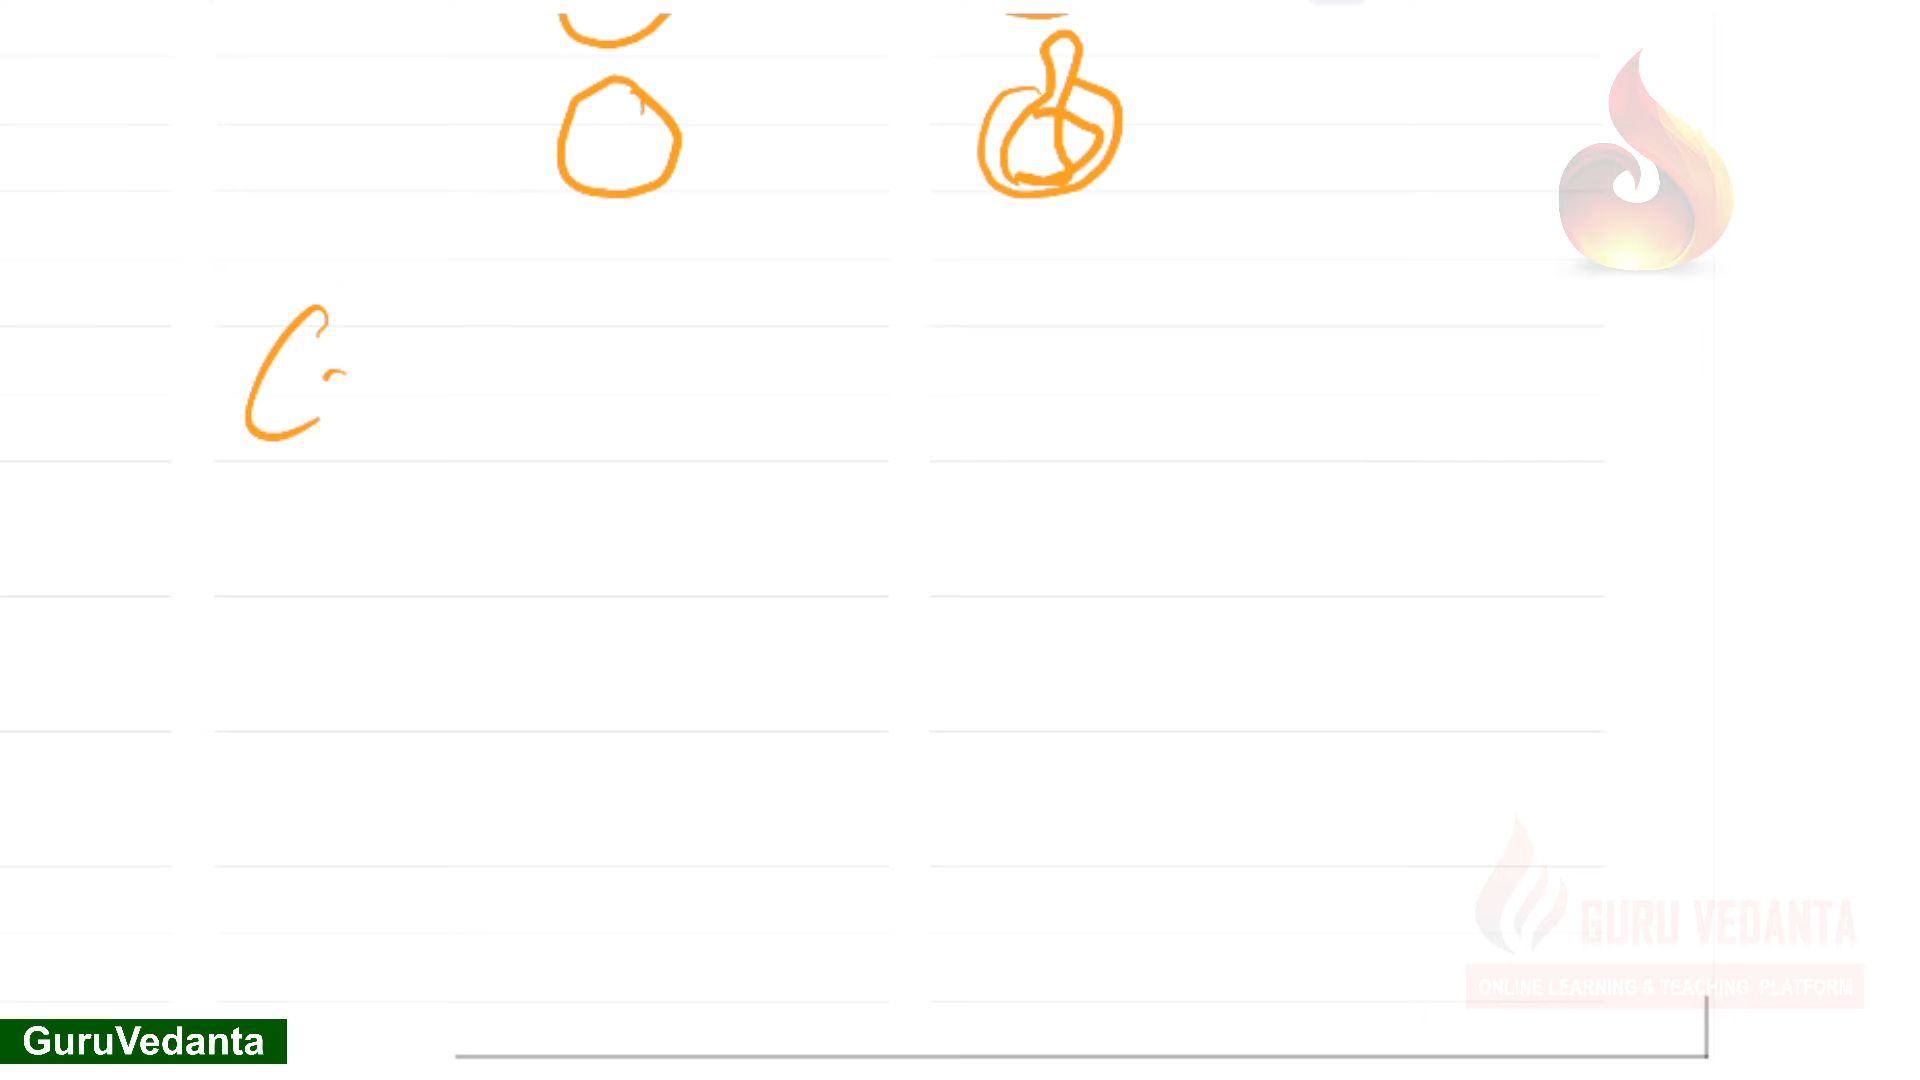 C
GURU VEDANTA
ONLINE LEARNING & TEACHING PLATFORM
GuruVedanta